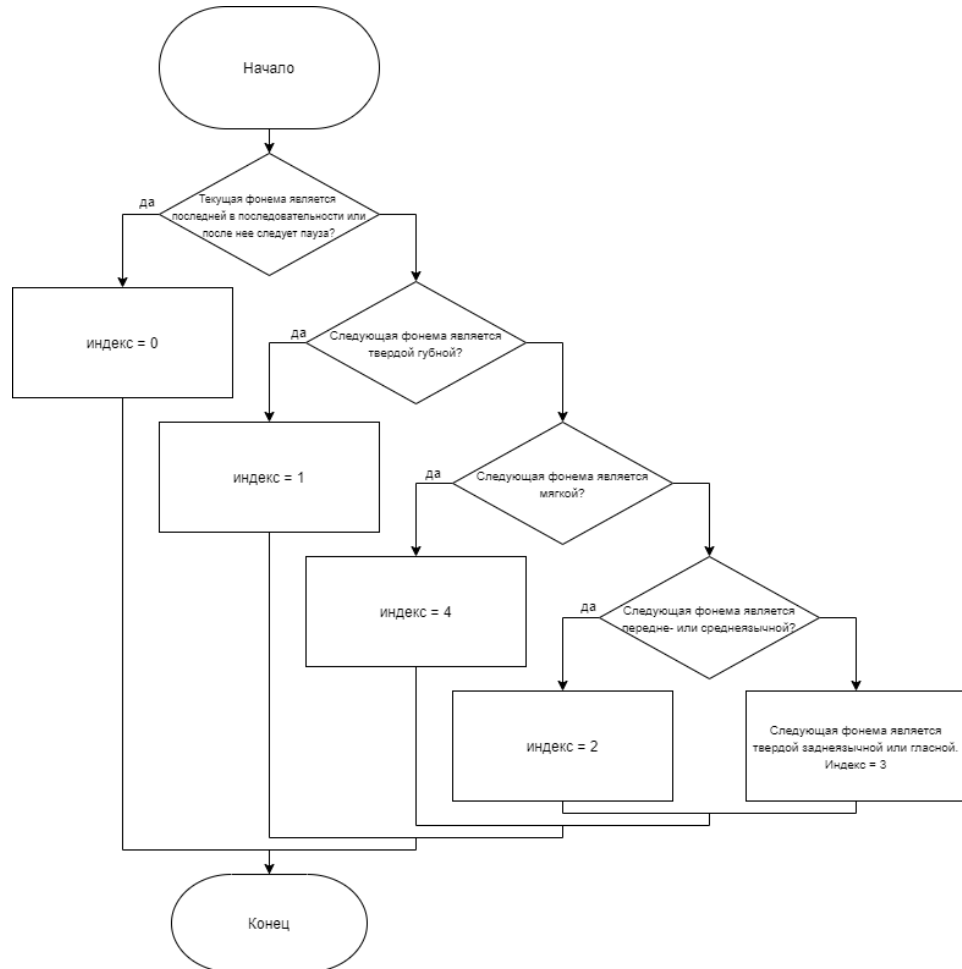 Начало
да
Текущая фонема является
последней в последовательности или
после нее следует пауза?
индекс = 0
да
Следующая фонема является
твердой губной?
индекс = 1
да
Следующая фонема является
мягкой?
индекс = 4
да
Следующая фонема является
передне- или среднеязычной?
индекс = 2
Следующая фонема является
твердой заднеязычной или гласной.
Индекс = 3
Конец